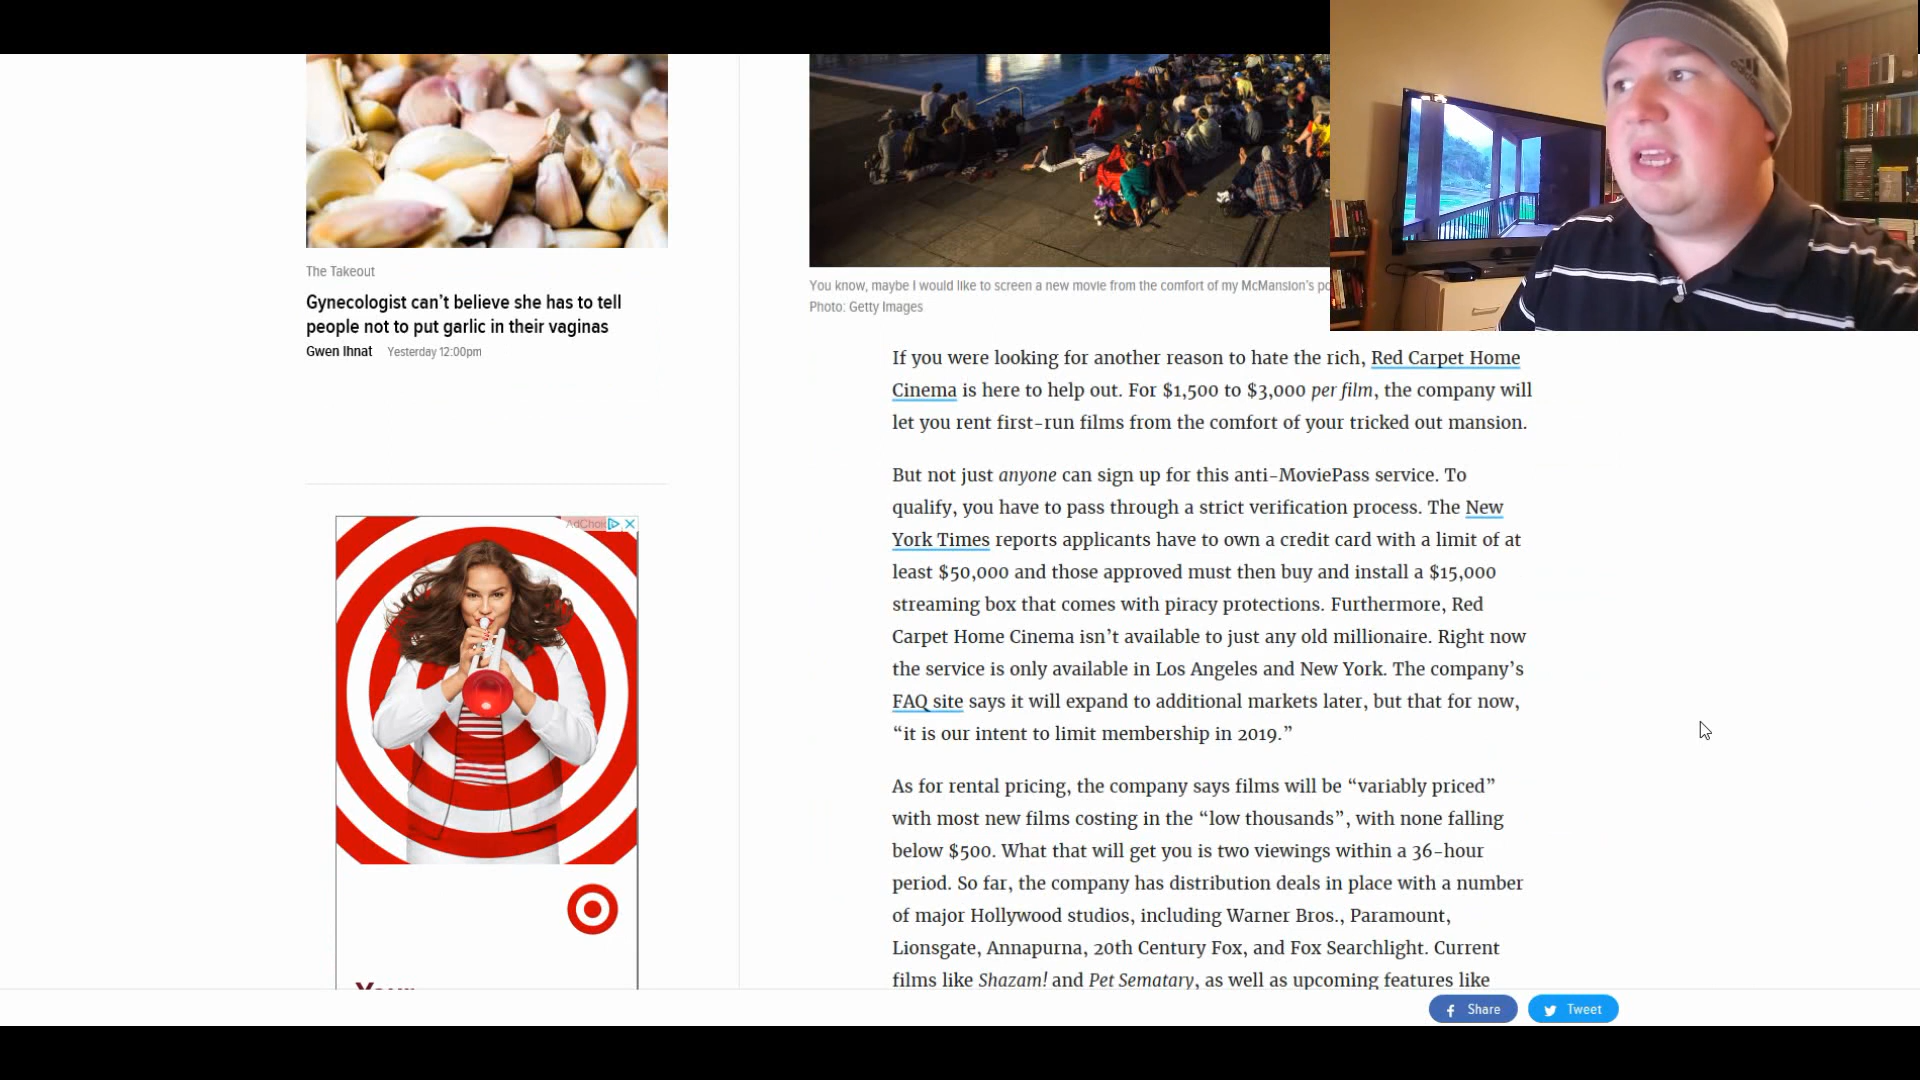 The Takeout
Gynecologist can't believe she has to tell
people not to put garlic in their vaginas
Gwen Ihnat Yesterday 12:00pm
You know, maybe I would like to screen a new movie from the comfort of my McMansion's
Photo: Getty Images
If you were looking for another reason to hate the rich, Red Carpet Home
Cinema is here to help out. For $1,500 to $3,000 per film, the company will
let you rent first-run films from the comfort of your tricked out mansion.
But not just anyone can sign up for this anti-MoviePass service. To
qualify, you have to pass through a strict verification process. The New
York Times reports applicants have to own a credit card with a limit of at
least $50,000 and those approved must then buy and install a $15,000
streaming box that comes with piracy protections. Furthermore, Red
Carpet Home Cinema isn't available to just any old millionaire. Right now
the service is only available in Los Angeles and New York. The company's
FAQ site says it will expand to additional markets later, but that for now,
“it is our intent to limit membership in 2019.”
As for rental pricing, the company says films will be “variably priced”
with most new films costing in the “low thousands”, with none falling
below $500. What that will get you is two viewings within a 36-hour
period. So far, the company has distribution deals in place with a number
of major Hollywood studios, including Warner Bros., Paramount,
Lionsgate, Annapurna, 20th Century Fox, and Fox Searchlight. Current
films like Shazam! and Pet Sematary, as well as upcoming features like
Share Tweet
adidas